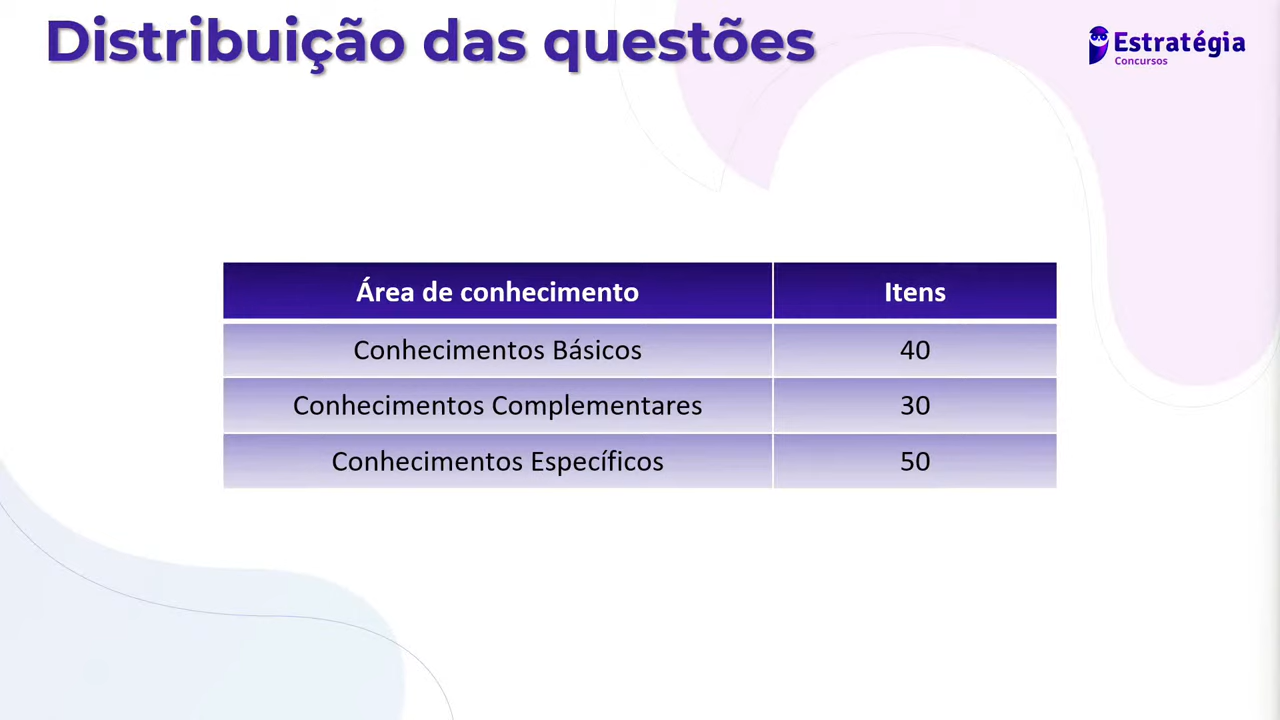 Distribuição das questões
Estratégia
Concursos
Área de conhecimento Itens
Conhecimentos Básicos 40
Conhecimentos Complementares 30
Conhecimentos Específicos 50